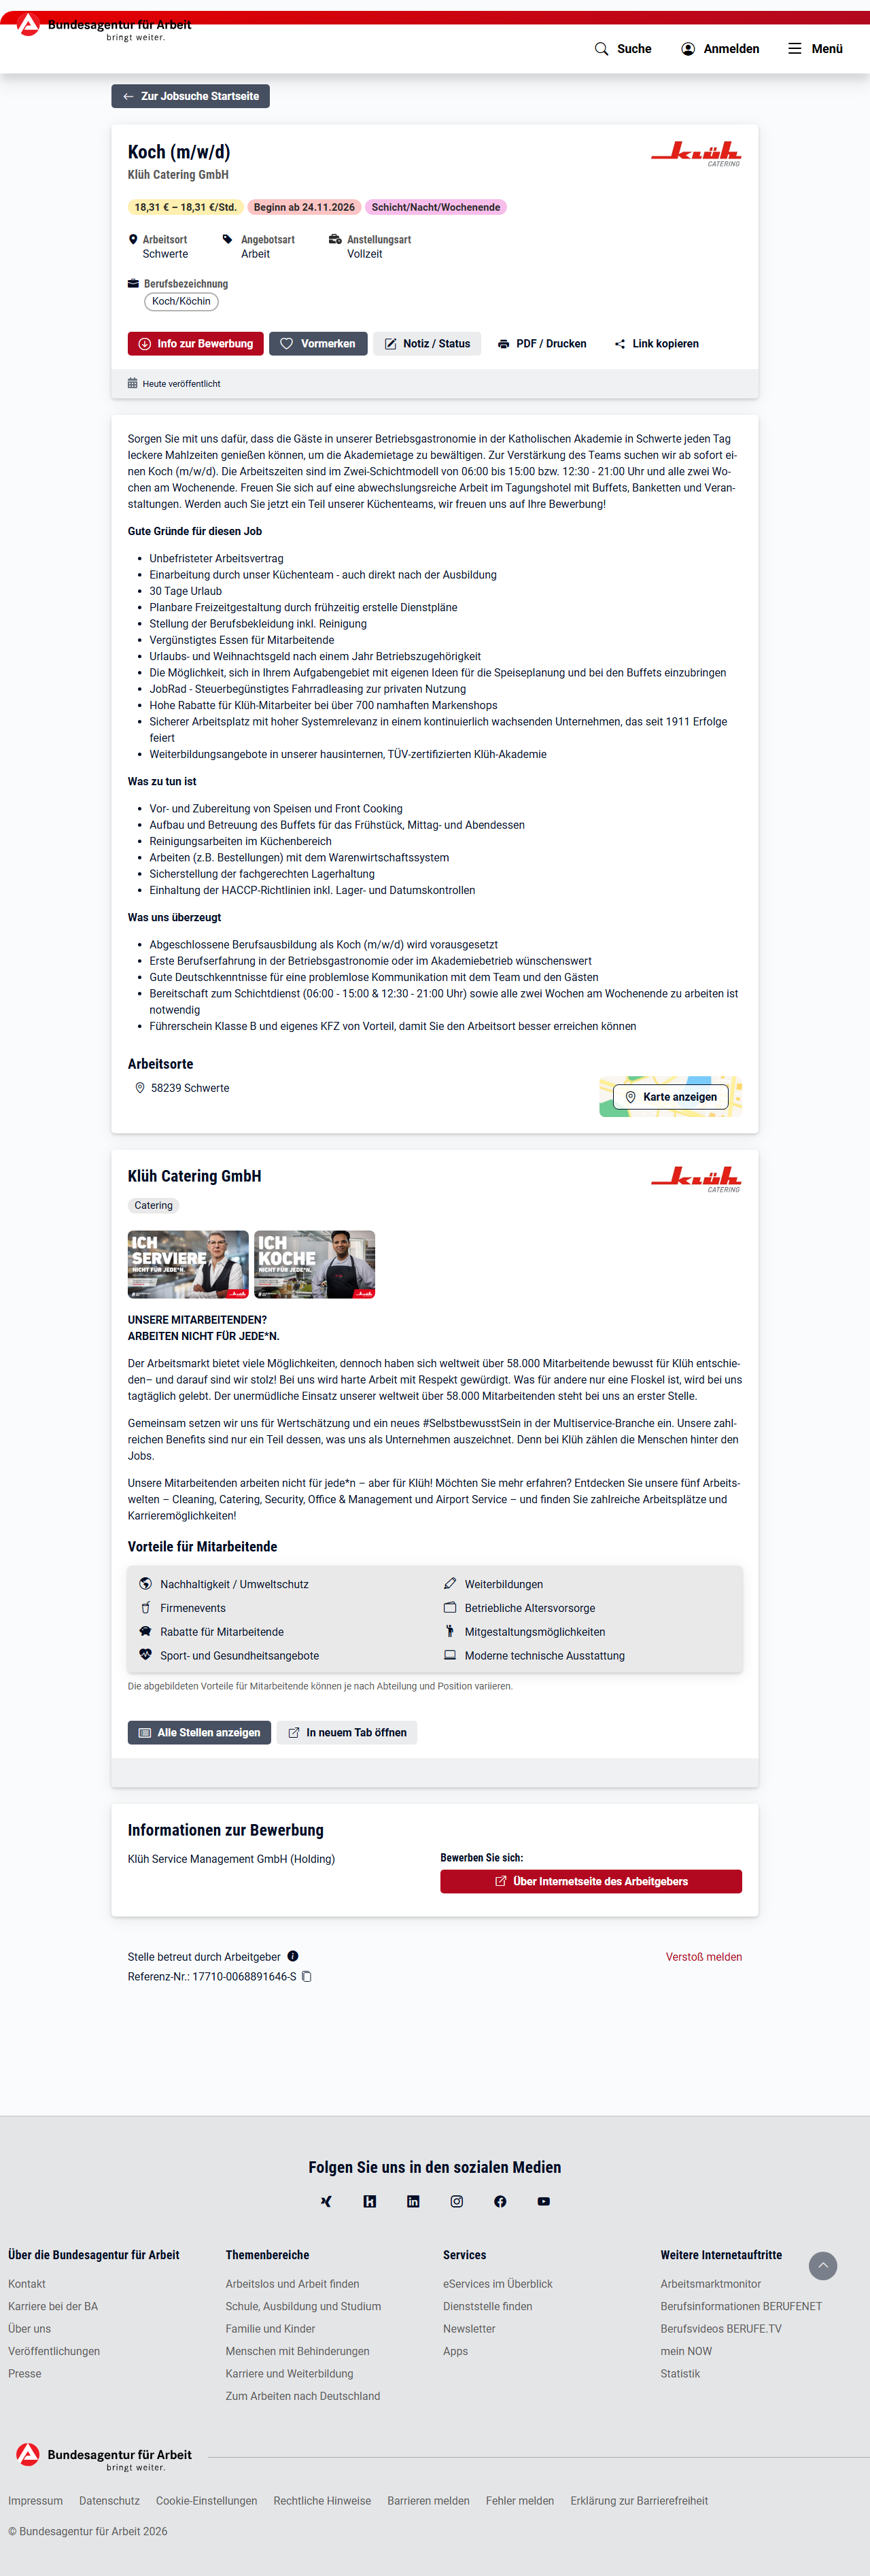 Bundesagentur für Arbeit
bringt weiter.
Suche
Anmelden
Menü
Zur Jobsuche Startseite
Koch (m/w/d)
Klüh Catering GmbH
klüh
CATERING
18,31 € – 18,31 €/Std.
Beginn ab 24.11.2026
Schicht/Nacht/Wochenende
Arbeitsort
Schwerte
Angebotsart
Arbeit
Anstellungsart
Vollzeit
Berufsbezeichnung
Koch/Köchin
Info zur Bewerbung
Vormerken
Notiz / Status
PDF / Drucken
Link kopieren
Heute veröffentlicht
Sorgen Sie mit uns dafür, dass die Gäste in unserer Betriebsgastronomie in der Katholischen Akademie in Schwerte jeden Tag
leckere Mahlzeiten genießen können, um die Akademietage zu bewältigen. Zur Verstärkung des Teams suchen wir ab sofort ei-
nen Koch (m/w/d). Die Arbeitszeiten sind im Zwei-Schichtmodell von 06:00 bis 15:00 bzw. 12:30 - 21:00 Uhr und alle zwei Wo-
chen am Wochenende. Freuen Sie sich auf eine abwechslungsreiche Arbeit im Tagungshotel mit Buffets, Banketten und Veran-
staltungen. Werden auch Sie jetzt ein Teil unserer Küchenteams, wir freuen uns auf Ihre Bewerbung!
Gute Gründe für diesen Job
Unbefristeter Arbeitsvertrag
Einarbeitung durch unser Küchenteam - auch direkt nach der Ausbildung
30 Tage Urlaub
Planbare Freizeitgestaltung durch frühzeitig erstelle Dienstpläne
Stellung der Berufsbekleidung inkl. Reinigung
Vergünstigtes Essen für Mitarbeitende
Urlaubs- und Weihnachtsgeld nach einem Jahr Betriebszugehörigkeit
Die Möglichkeit, sich in Ihrem Aufgabengebiet mit eigenen Ideen für die Speiseplanung und bei den Buffets einzubringen
JobRad - Steuerbegünstigtes Fahrradleasing zur privaten Nutzung
Hohe Rabatte für Klüh-Mitarbeiter bei über 700 namhaften Markenshops
Sicherer Arbeitsplatz mit hoher Systemrelevanz in einem kontinuierlich wachsenden Unternehmen, das seit 1911 Erfolge
feiert
Weiterbildungsangebote in unserer hausinternen, TÜV-zertifizierten Klüh-Akademie
Was zu tun ist
Vor- und Zubereitung von Speisen und Front Cooking
Aufbau und Betreuung des Buffets für das Frühstück, Mittag- und Abendessen
Reinigungsarbeiten im Küchenbereich
Arbeiten (z.B. Bestellungen) mit dem Warenwirtschaftssystem
Sicherstellung der fachgerechten Lagerhaltung
Einhaltung der HACCP-Richtlinien inkl. Lager- und Datumskontrollen
Was uns überzeugt
Abgeschlossene Berufsausbildung als Koch (m/w/d) wird vorausgesetzt
Erste Berufserfahrung in der Betriebsgastronomie oder im Akademiebetrieb wünschenswert
Gute Deutschkenntnisse für eine problemlose Kommunikation mit dem Team und den Gästen
Bereitschaft zum Schichtdienst (06:00 - 15:00 & 12:30 - 21:00 Uhr) sowie alle zwei Wochen am Wochenende zu arbeiten ist
notwendig
Führerschein Klasse B und eigenes KFZ von Vorteil, damit Sie den Arbeitsort besser erreichen können
Arbeitsorte
58239 Schwerte
Karte anzeigen
Klüh Catering GmbH
klüh
CATERING
Catering
ICH
SERVIERE
NICHT FÜR JEDE*N.
ICH
KOCHE
NICHT FÜR JEDE*N.
UNSERE MITARBEITENDEN?
ARBEITEN NICHT FÜR JEDE*N.
Der Arbeitsmarkt bietet viele Möglichkeiten, dennoch haben sich weltweit über 58.000 Mitarbeitende bewusst für Klüh entschie-
den– und darauf sind wir stolz! Bei uns wird harte Arbeit mit Respekt gewürdigt. Was für andere nur eine Floskel ist, wird bei uns
tagtäglich gelebt. Der unermüdliche Einsatz unserer weltweit über 58.000 Mitarbeitenden steht bei uns an erster Stelle.
Gemeinsam setzen wir uns für Wertschätzung und ein neues #SelbstbewusstSein in der Multiservice-Branche ein. Unsere zahl-
reichen Benefits sind nur ein Teil dessen, was uns als Unternehmen auszeichnet. Denn bei Klüh zählen die Menschen hinter den
Jobs.
Unsere Mitarbeitenden arbeiten nicht für jede*n – aber für Klüh! Möchten Sie mehr erfahren? Entdecken Sie unsere fünf Arbeits-
welten – Cleaning, Catering, Security, Office & Management und Airport Service – und finden Sie zahlreiche Arbeitsplätze und
Karrieremöglichkeiten!
Vorteile für Mitarbeitende
Nachhaltigkeit / Umweltschutz
Weiterbildungen
Firmenevents
Betriebliche Altersvorsorge
Rabatte für Mitarbeitende
Mitgestaltungsmöglichkeiten
Sport- und Gesundheitsangebote
Moderne technische Ausstattung
Die abgebildeten Vorteile für Mitarbeitende können je nach Abteilung und Position variieren.
Alle Stellen anzeigen
In neuem Tab öffnen
Informationen zur Bewerbung
Klüh Service Management GmbH (Holding)
Bewerben Sie sich:
Über Internetseite des Arbeitgebers
Stelle betreut durch Arbeitgeber
Verstoß melden
Referenz-Nr.: 17710-0068891646-S
Folgen Sie uns in den sozialen Medien
Über die Bundesagentur für Arbeit
Kontakt
Karriere bei der BA
Über uns
Veröffentlichungen
Presse
Themenbereiche
Arbeitslos und Arbeit finden
Schule, Ausbildung und Studium
Familie und Kinder
Menschen mit Behinderungen
Karriere und Weiterbildung
Zum Arbeiten nach Deutschland
Services
eServices im Überblick
Dienststelle finden
Newsletter
Apps
Weitere Internetauftritte
Arbeitsmarktmonitor
Berufsinformationen BERUFENET
Berufsvideos BERUFE.TV
mein NOW
Statistik
Bundesagentur für Arbeit
bringt weiter.
Impressum
Datenschutz
Cookie-Einstellungen
Rechtliche Hinweise
Barrieren melden
Fehler melden
Erklärung zur Barrierefreiheit
© Bundesagentur für Arbeit 2026